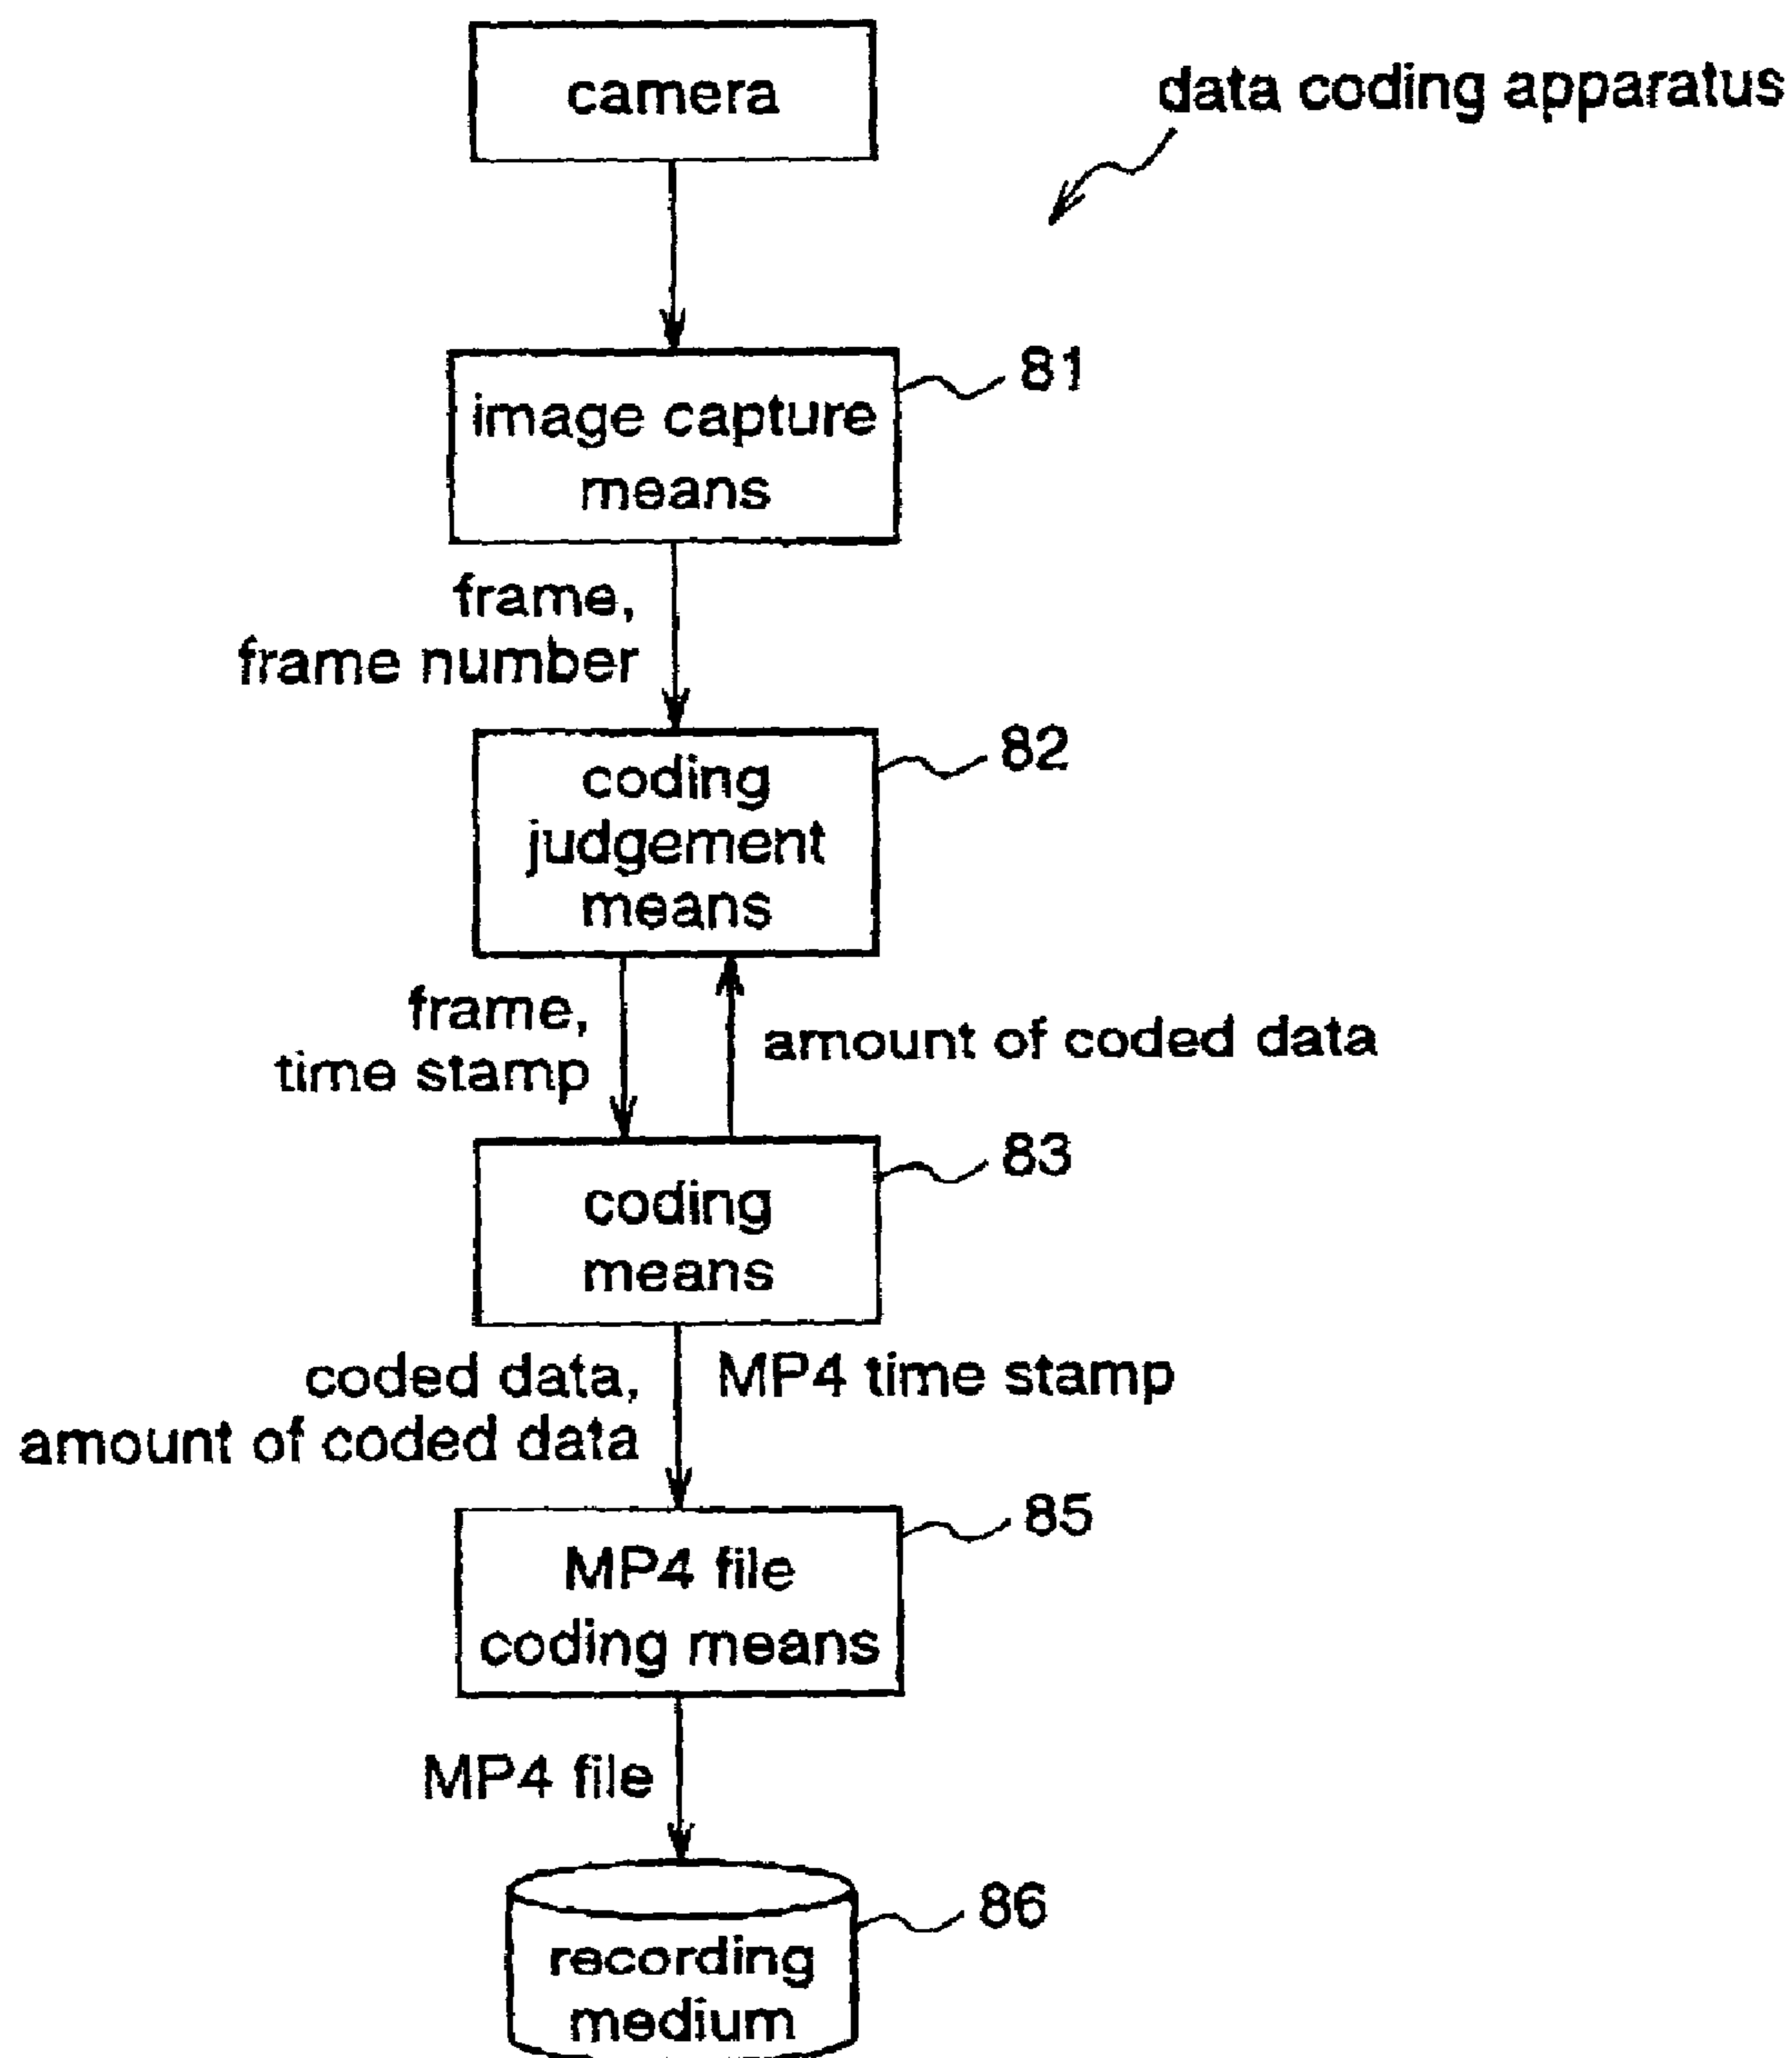 camera
data coding apparatus
81
image capture
means
frame,
frame number
82
coding
judgement
means
frame,
time stamp
amount of coded data
83
coding
means
coded data,
amount of coded data
MP4 time stamp
85
MP4 file
coding means
MP4 file
86
recording
medium